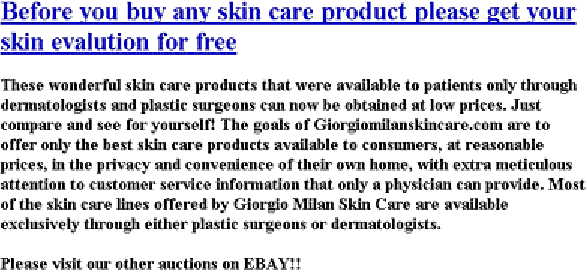 Before you buy any skin care product please get your
skin evalution for free
These wonderful skin care products that were available to patients only through
dermatologists and plastic surgeons can now be obtained at low prices. Just
compare and see for yourself! The goals of Giorgiomilanskincare.com are to
offer only the best skin care products available to consumers, at reasonable
prices, in the privacy and convenience of their own home, with extra meticulous
attention to customer service information that only a physician can provide. Most
of the skin care lines offered by Giorgio Milan Skin Care are available
exclusively through either plastic surgeons or dermatologists.
Please visit our other auctions on EBAY!!